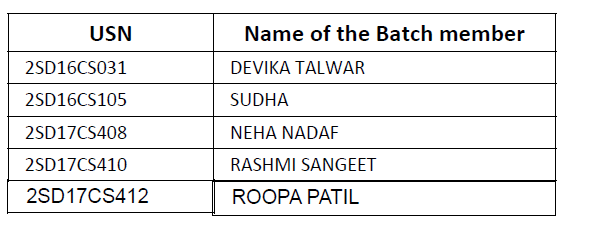 USN Name of the Batch member
2SD16CS031 DEVIKA TALWAR
2SD16CS105 SUDHA
2SD17CS408 NEHA NADAF
2SD17CS410 RASHMI SANGEET
2SD17CS412 ROOPA PATIL